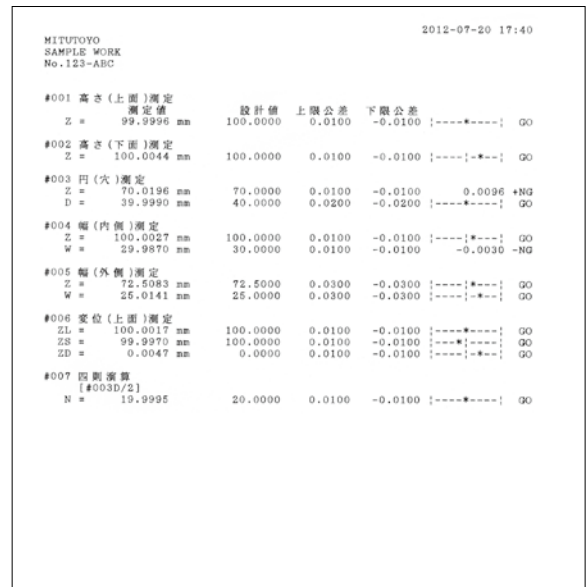 2012-07-20 17:40
MITUTOYO
SAMPLE WORK
No.123-ABC
#001 高さ(上面)測定
測定値 設計値 上限公差 下限公差
Z = 99.9996 mm 100.0000 0.0100 -0.0100 ¦----*----¦ GO
#002 高さ(下面)測定
Z = 100.0044 mm 100.0000 0.0100 -0.0100 ¦----¦-*--¦ GO
#003 円(穴)測定
Z = 70.0196 mm 70.0000 0.0100 -0.0100 0.0096 +NG
D = 39.9990 mm 40.0000 0.0200 -0.0200 ¦----*----¦ GO
#004 幅(内側)測定
Z = 100.0027 mm 100.0000 0.0100 -0.0100 ¦----¦*---¦ GO
W = 29.9870 mm 30.0000 0.0100 -0.0100 -0.0030 -NG
#005 幅(外側)測定
Z = 72.5083 mm 72.5000 0.0300 -0.0300 ¦----¦*---¦ GO
W = 25.0141 mm 25.0000 0.0300 -0.0300 ¦----¦-*--¦ GO
#006 変位(上面)測定
ZL = 100.0017 mm 100.0000 0.0100 -0.0100 ¦----*----¦ GO
ZS = 99.9970 mm 100.0000 0.0100 -0.0100 ¦---*¦----¦ GO
ZD = 0.0047 mm 0.0000 0.0100 -0.0100 ¦----¦-*--¦ GO
#007 四則演算
[#003D/2]
N = 19.9995 20.0000 0.0100 -0.0100 ¦----*----¦ GO